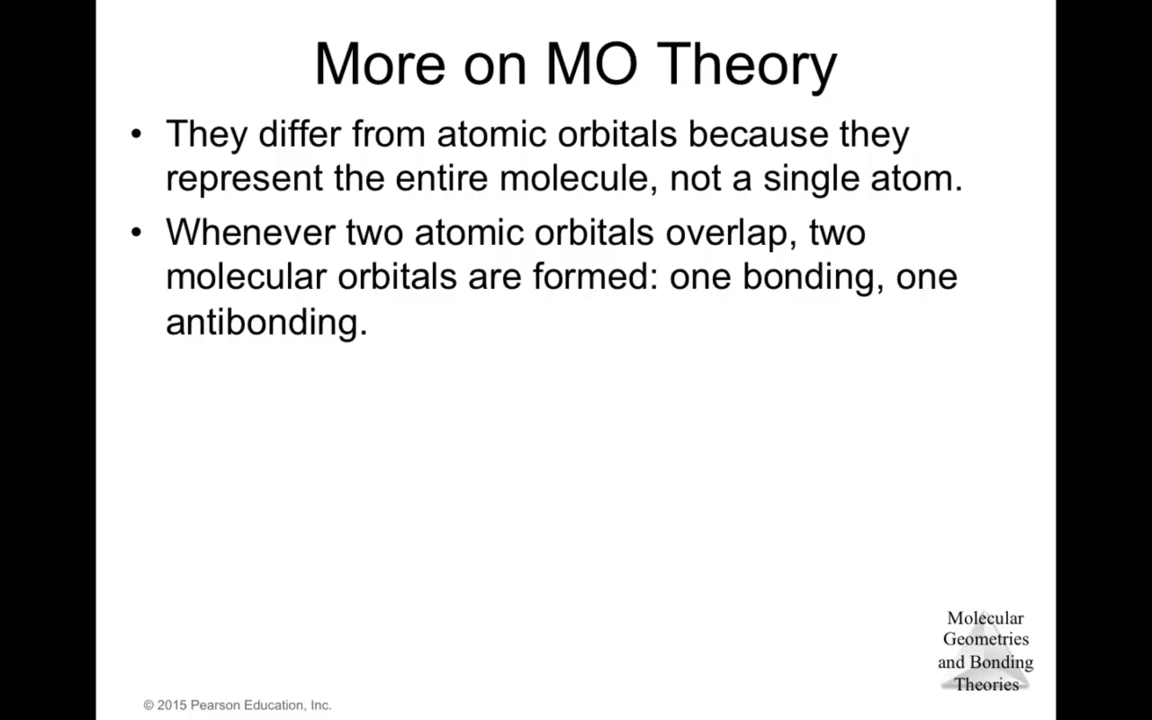 More on MO Theory
• They differ from atomic orbitals because they
represent the entire molecule, not a single atom.
• Whenever two atomic orbitals overlap, two
molecular orbitals are formed: one bonding, one
antibonding.
Molecular
Geometries
and Bonding
Theories
© 2015 Pearson Education, Inc.